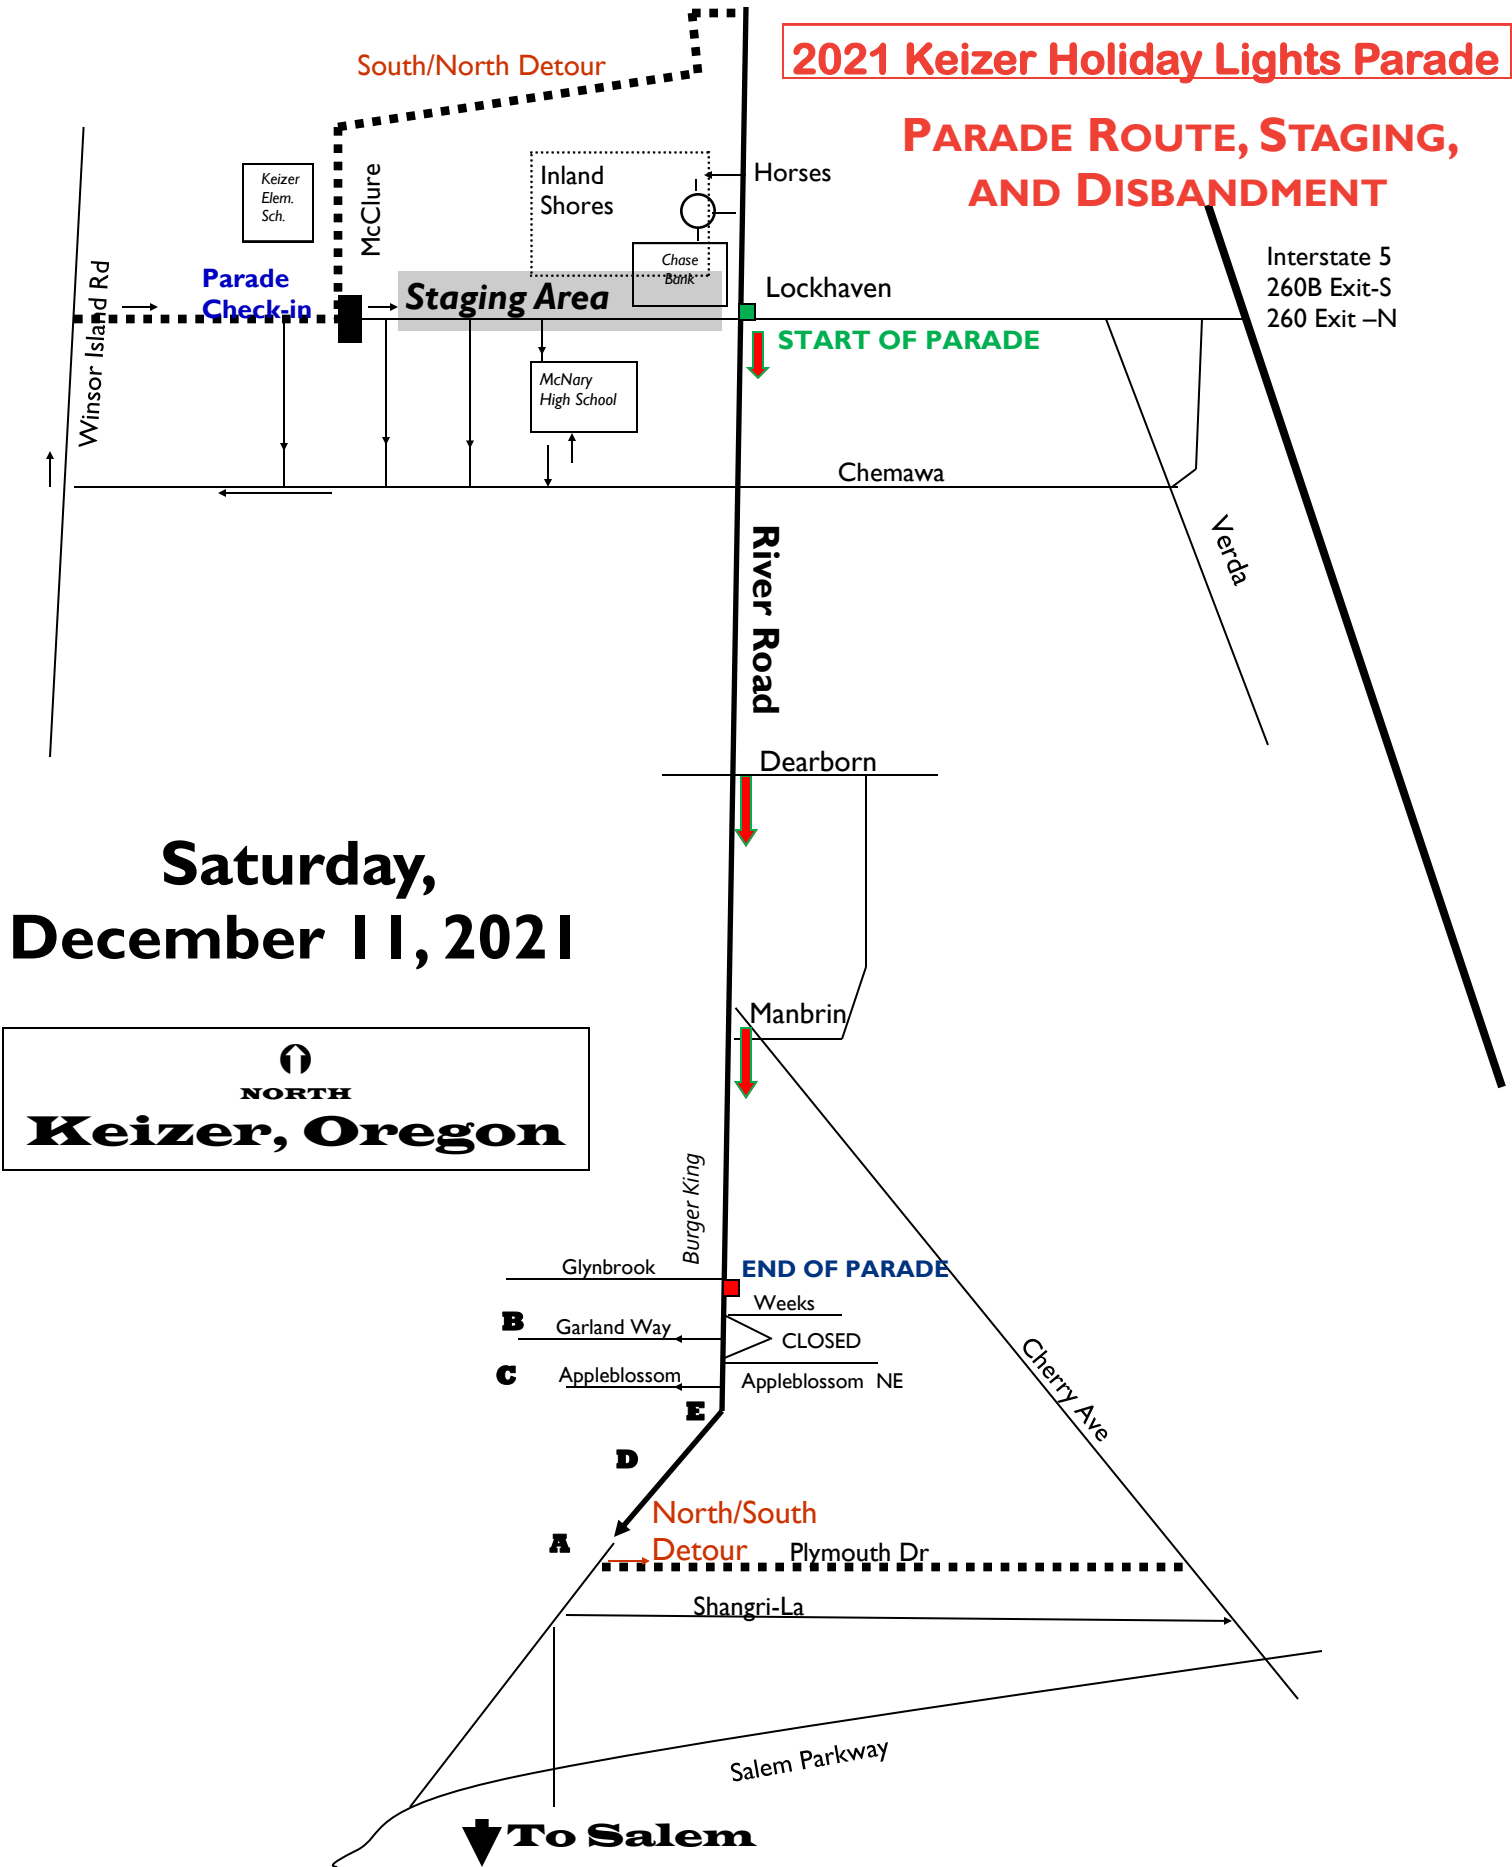 2021 Keizer Holiday Lights Parade
South/North Detour
PARADE ROUTE, STAGING,
AND DISBANDMENT
Keizer
Elem.
Sch.
McClure
Inland
Shores
Horses
Chase
Bank
Interstate 5
260B Exit-S
260 Exit –N
Winsor Island Rd
Parade
Check-in
Staging Area
Lockhaven
START OF PARADE
McNary
High School
Chemawa
Verda
River Road
Dearborn
Saturday,
December 11, 2021
Manbrin
NORTH
Keizer, Oregon
Burger King
Glynbrook
END OF PARADE
Weeks
B
Garland Way
CLOSED
C
Appleblossom
Appleblossom NE
Cherry Ave
E
D
A
North/South
Detour
Plymouth Dr
Shangri-La
Salem Parkway
To Salem